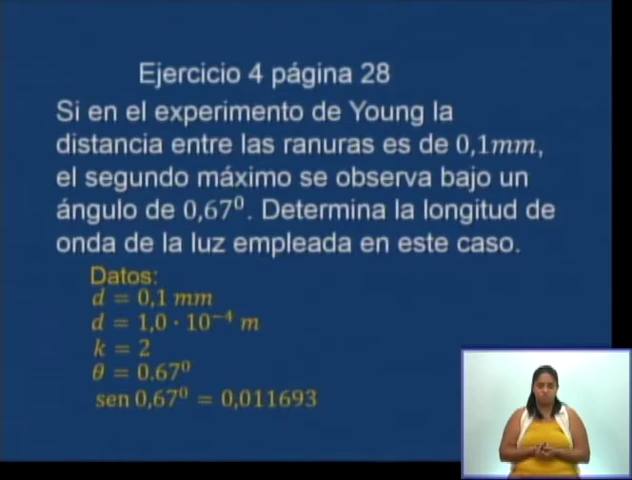 Ejercicio 4 página 28
Si en el experimento de Young la
distancia entre las ranuras es de 0,1mm,
el segundo máximo se observa bajo un
ángulo de 0,67⁰. Determina la longitud de
onda de la luz empleada en este caso.
Datos:
d = 0,1 mm
d = 1,0 · 10⁻⁴ m
k = 2
θ = 0.67⁰
sen 0,67⁰ = 0,011693